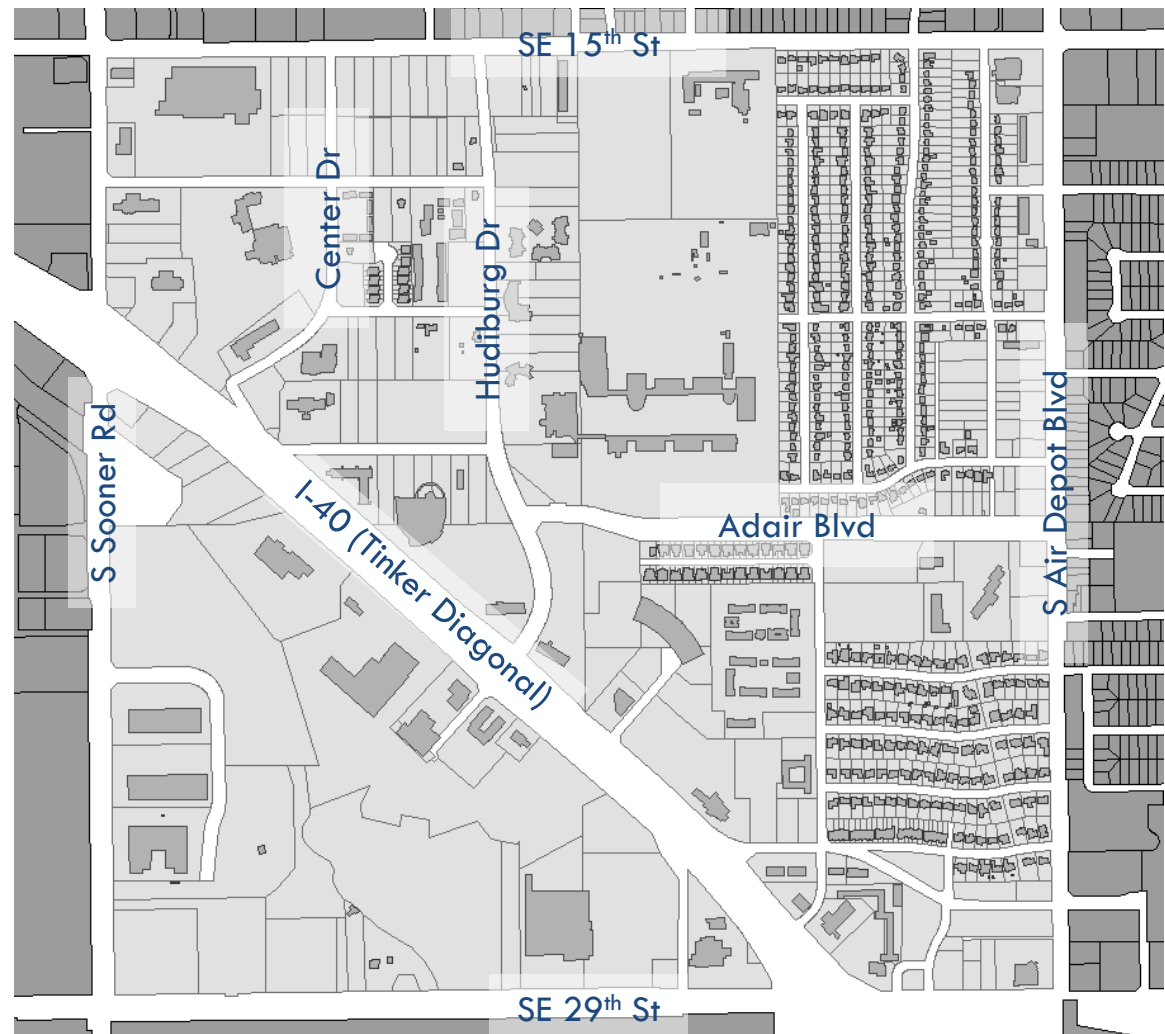 SE 15th St
Center Dr
Hudiburg Dr
S Sooner Rd
I-40 (Tinker Diagonal)
Adair Blvd
S Air Depot Blvd
SE 29th St